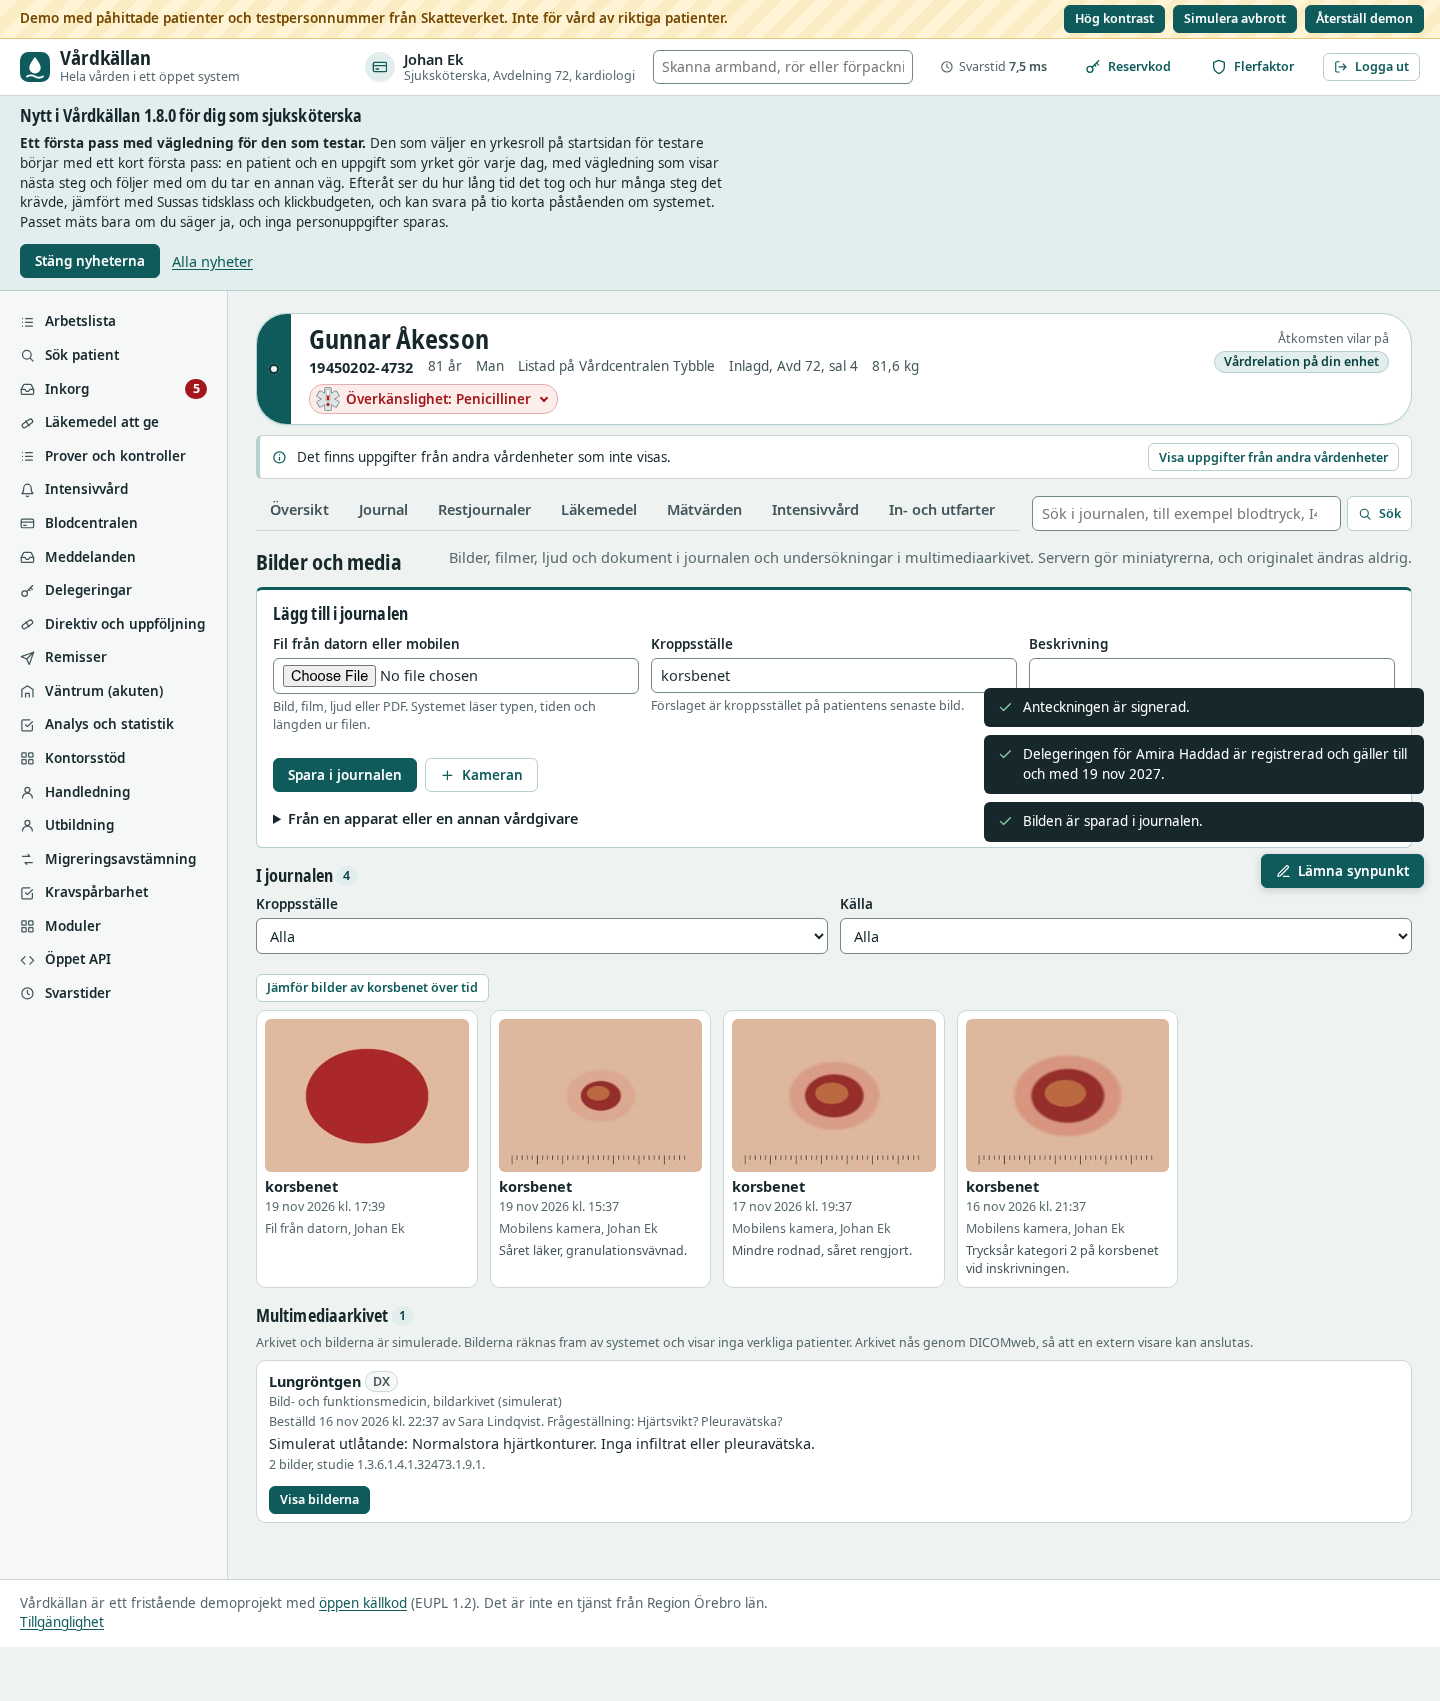 Demo med påhittade patienter och testpersonnummer från Skatteverket. Inte för vård av riktiga patienter.
Hög kontrast
Simulera avbrott
Återställ demon
Vårdkällan
Hela vården i ett öppet system
Johan Ek
Sjuksköterska, Avdelning 72, kardiologi
Skanna armband, rör eller förpackni
Svarstid 7,5 ms
Reservkod
Flerfaktor
Logga ut
Nytt i Vårdkällan 1.8.0 för dig som sjuksköterska
Ett första pass med vägledning för den som testar. Den som väljer en yrkesroll på startsidan för testare
börjar med ett kort första pass: en patient och en uppgift som yrket gör varje dag, med vägledning som visar
nästa steg och följer med om du tar en annan väg. Efteråt ser du hur lång tid det tog och hur många steg det
krävde, jämfört med Sussas tidsklass och klickbudgeten, och kan svara på tio korta påståenden om systemet.
Passet mäts bara om du säger ja, och inga personuppgifter sparas.
Stäng nyheterna
Alla nyheter
Arbetslista
Sök patient
Inkorg
5
Läkemedel att ge
Prover och kontroller
Intensivvård
Blodcentralen
Meddelanden
Delegeringar
Direktiv och uppföljning
Remisser
Väntrum (akuten)
Analys och statistik
Kontorsstöd
Handledning
Utbildning
Migreringsavstämning
Kravspårbarhet
Moduler
Öppet API
Svarstider
Gunnar Åkesson
19450202-4732
81 år
Man
Listad på Vårdcentralen Tybble
Inlagd, Avd 72, sal 4
81,6 kg
Överkänslighet: Penicilliner
Åtkomsten vilar på
Vårdrelation på din enhet
Det finns uppgifter från andra vårdenheter som inte visas.
Visa uppgifter från andra vårdenheter
Översikt
Journal
Restjournaler
Läkemedel
Mätvärden
Intensivvård
In- och utfarter
Sök i journalen, till exempel blodtryck, I4
Sök
Bilder och media
Bilder, filmer, ljud och dokument i journalen och undersökningar i multimediaarkivet. Servern gör miniatyrerna, och originalet ändras aldrig.
Lägg till i journalen
Fil från datorn eller mobilen
Choose File No file chosen
Bild, film, ljud eller PDF. Systemet läser typen, tiden och
längden ur filen.
Kroppsställe
korsbenet
Förslaget är kroppsstället på patientens senaste bild.
Beskrivning
Spara i journalen
Kameran
Från en apparat eller en annan vårdgivare
Anteckningen är signerad.
Delegeringen för Amira Haddad är registrerad och gäller till
och med 19 nov 2027.
Bilden är sparad i journalen.
Lämna synpunkt
I journalen 4
Kroppsställe
Alla
Källa
Alla
Jämför bilder av korsbenet över tid
korsbenet
19 nov 2026 kl. 17:39
Fil från datorn, Johan Ek
korsbenet
19 nov 2026 kl. 15:37
Mobilens kamera, Johan Ek
Såret läker, granulationsvävnad.
korsbenet
17 nov 2026 kl. 19:37
Mobilens kamera, Johan Ek
Mindre rodnad, såret rengjort.
korsbenet
16 nov 2026 kl. 21:37
Mobilens kamera, Johan Ek
Trycksår kategori 2 på korsbenet
vid inskrivningen.
Multimediaarkivet 1
Arkivet och bilderna är simulerade. Bilderna räknas fram av systemet och visar inga verkliga patienter. Arkivet nås genom DICOMweb, så att en extern visare kan anslutas.
Lungröntgen DX
Bild- och funktionsmedicin, bildarkivet (simulerat)
Beställd 16 nov 2026 kl. 22:37 av Sara Lindqvist. Frågeställning: Hjärtsvikt? Pleuravätska?
Simulerat utlåtande: Normalstora hjärtkonturer. Inga infiltrat eller pleuravätska.
2 bilder, studie 1.3.6.1.4.1.32473.1.9.1.
Visa bilderna
Vårdkällan är ett fristående demoprojekt med öppen källkod (EUPL 1.2). Det är inte en tjänst från Region Örebro län.
Tillgänglighet